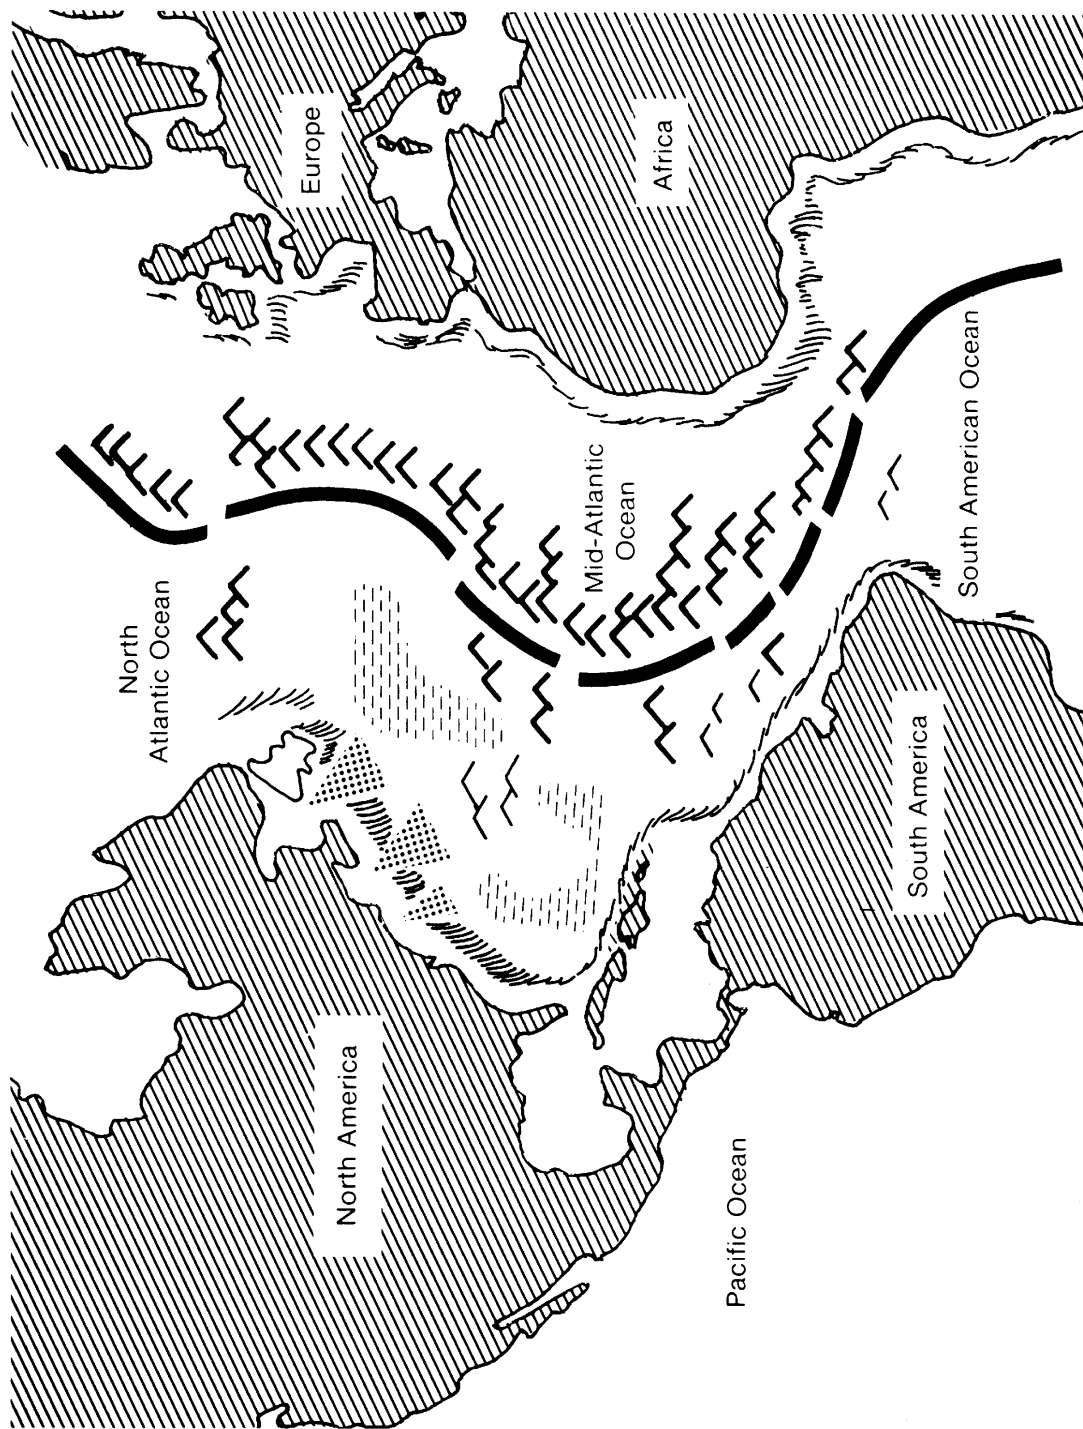 North
Atlantic Ocean
Europe
North America
Mid-Atlantic
Ocean
Africa
Pacific Ocean
South America
South American Ocean